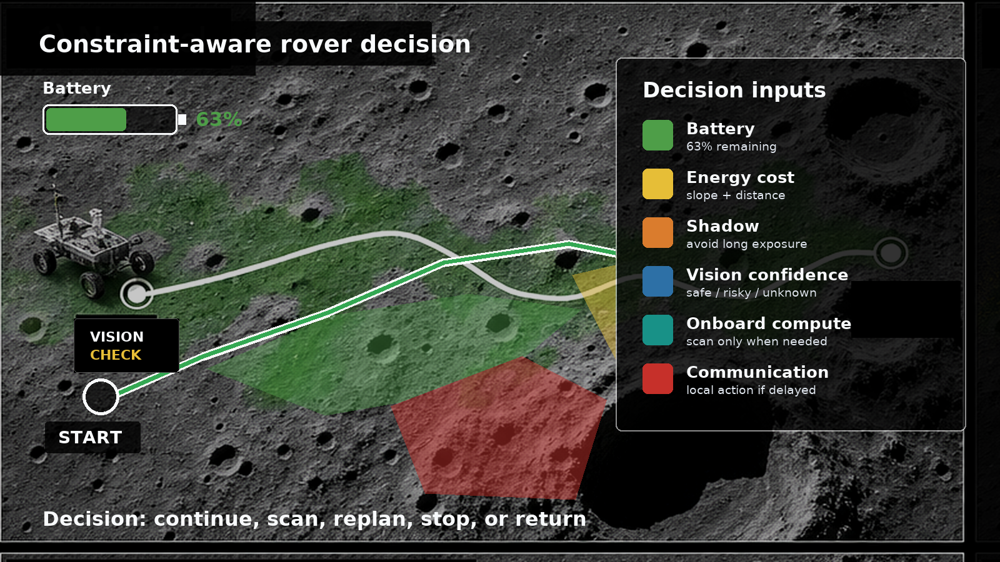 Constraint-aware rover decision
Battery
63%
Decision inputs
Battery
63% remaining
Energy cost
slope + distance
Shadow
avoid long exposure
Vision confidence
safe / risky / unknown
Onboard compute
scan only when needed
Communication
local action if delayed
VISION
CHECK
START
Decision: continue, scan, replan, stop, or return